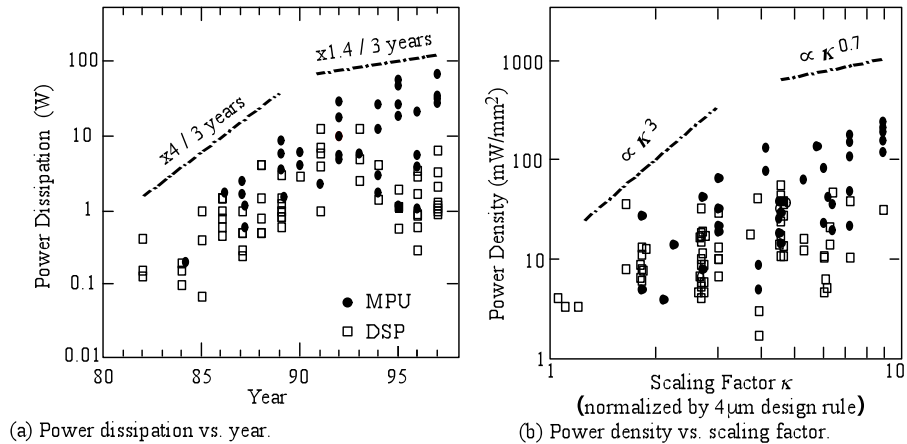 x1.4 / 3 years
x4 / 3 years
Power Dissipation (W)
100
10
1
0.1
0.01
MPU
DSP
80
85
90
95
Year
(a) Power dissipation vs. year.
∝ κ^0.7
∝ κ^3
Power Density (mW/mm²)
1000
100
10
1
1
2
5
10
Scaling Factor κ
(normalized by 4μm design rule)
(b) Power density vs. scaling factor.